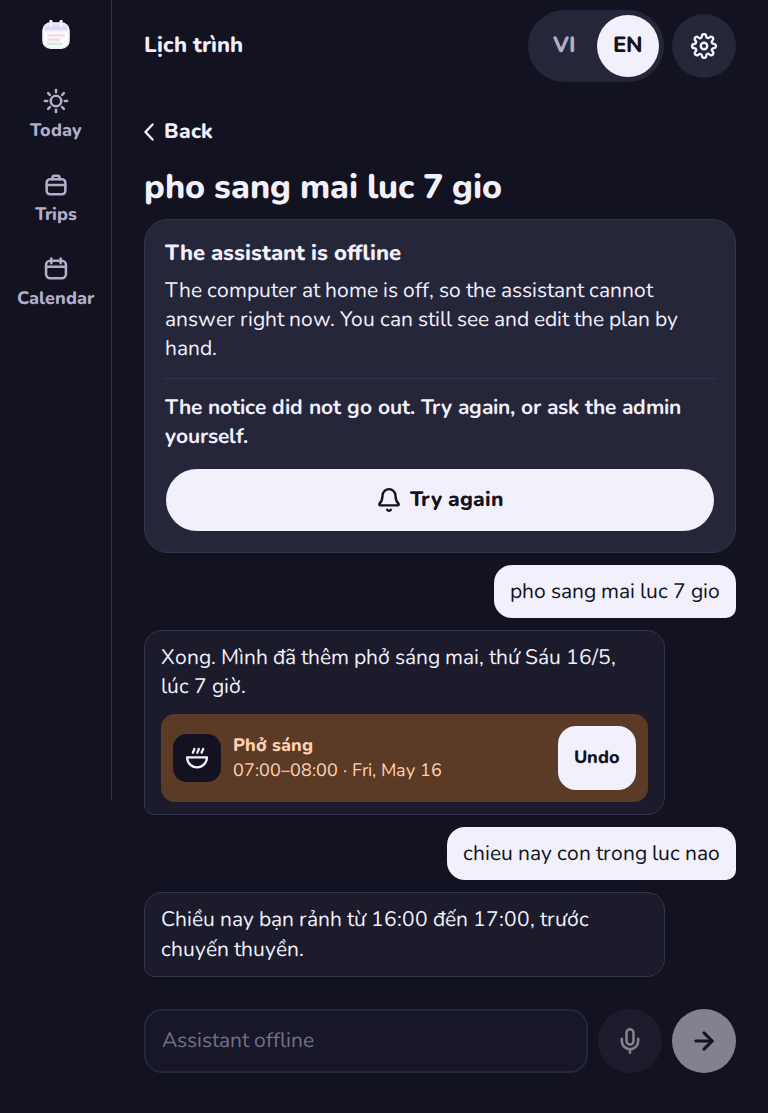 Lịch trình
VI
EN
Today
Trips
Calendar
Back
pho sang mai luc 7 gio
The assistant is offline
The computer at home is off, so the assistant cannot
answer right now. You can still see and edit the plan by
hand.
The notice did not go out. Try again, or ask the admin
yourself.
Try again
pho sang mai luc 7 gio
Xong. Mình đã thêm phở sáng mai, thứ Sáu 16/5,
lúc 7 giờ.
Phở sáng
07:00–08:00 · Fri, May 16
Undo
chieu nay con trong luc nao
Chiều nay bạn rảnh từ 16:00 đến 17:00, trước
chuyến thuyền.
Assistant offline